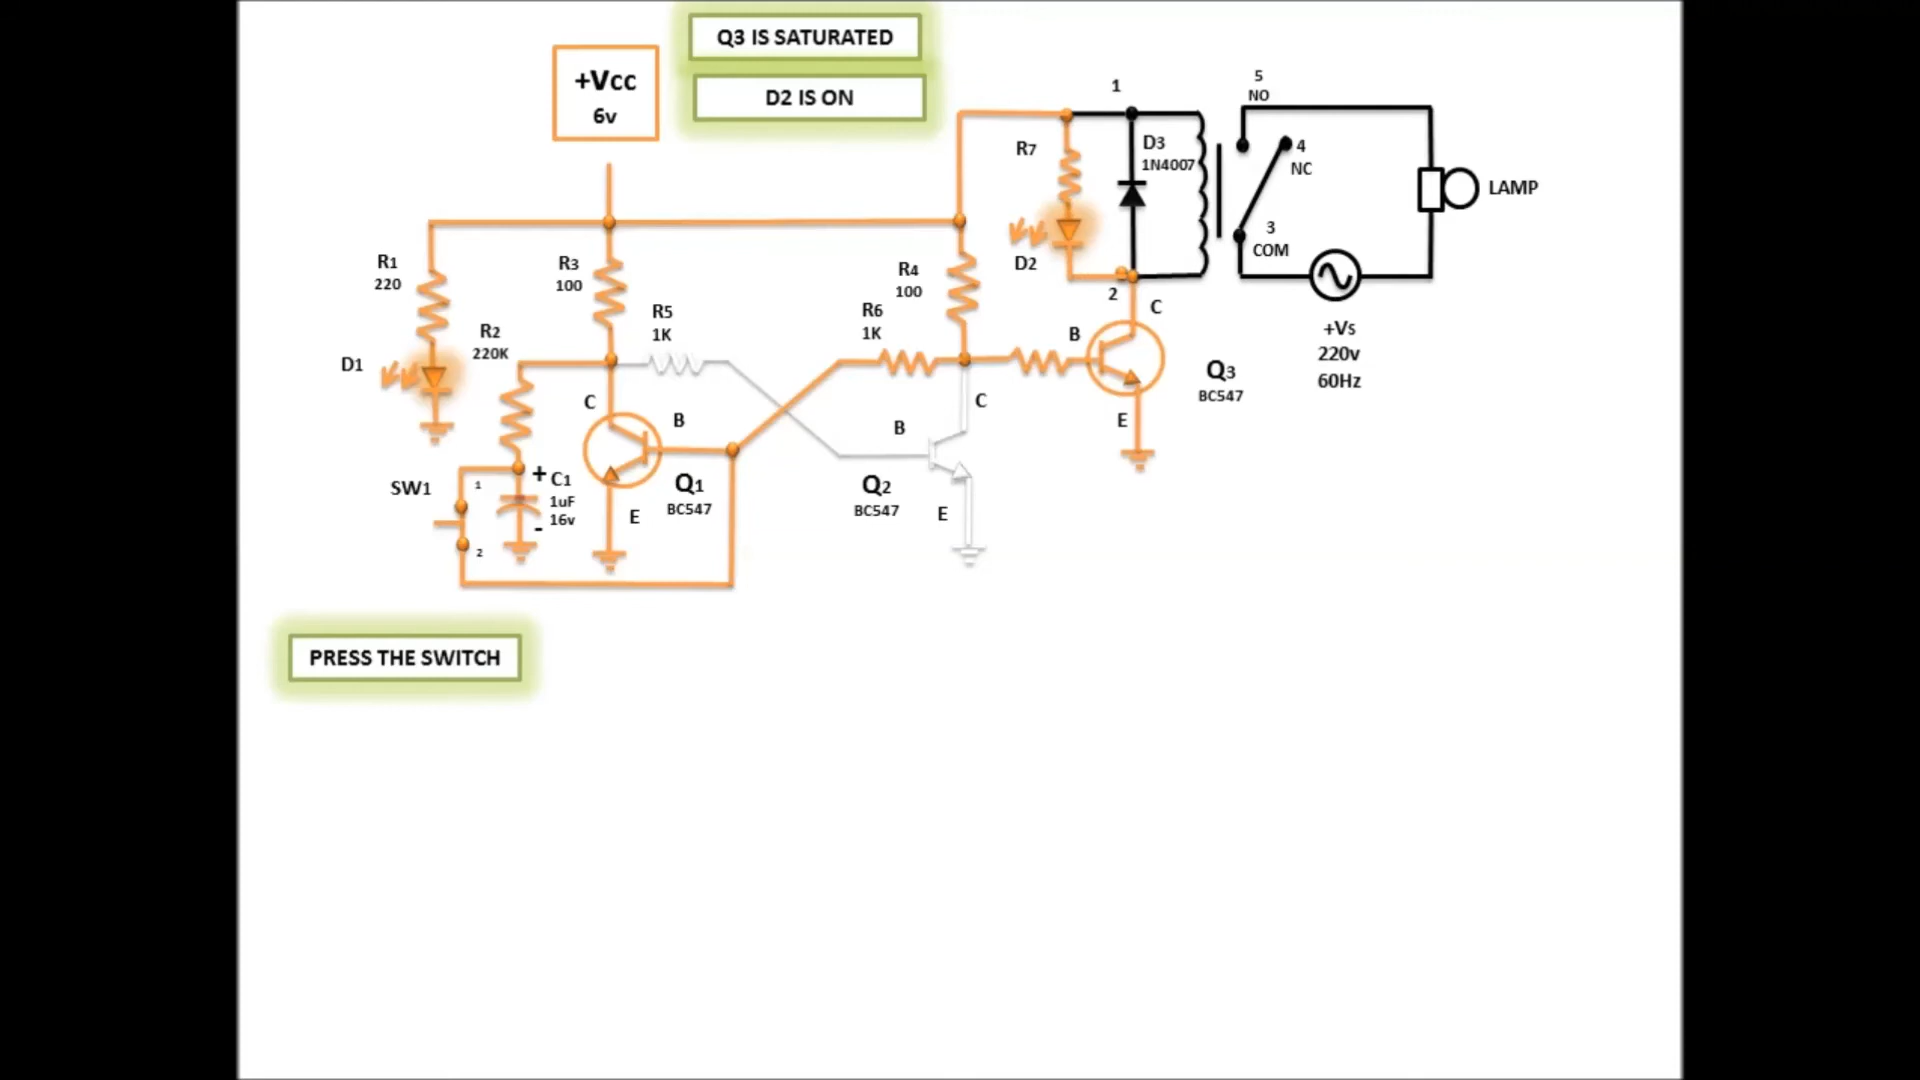 Q3 IS SATURATED
+Vcc
6v
D2 IS ON
1
5
NO
R7
D3
1N4007
4
NC
LAMP
3
COM
R1
220
R3
100
R4
100
D2
2
C
R5
1K
R6
1K
R2
220K
B
+Vs
220v
60Hz
D1
Q3
BC547
C
B
C
B
E
SW1
1
+
C1
1uF
16v
-
2
E
Q1
BC547
Q2
BC547
E
PRESS THE SWITCH